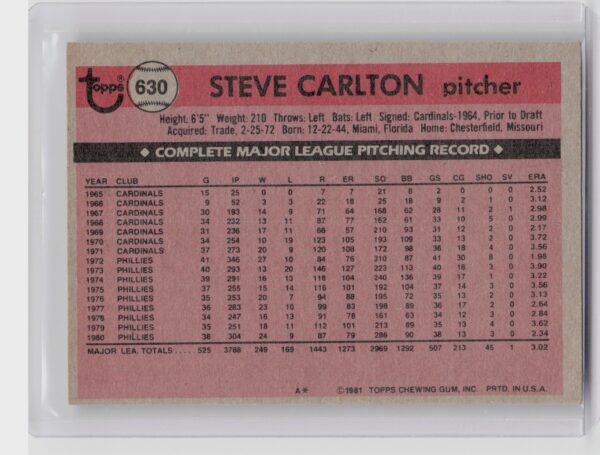 Topps 630 STEVE CARLTON pitcher
Height: 6'5" Weight: 210 Throws: Left Bats: Left Signed: Cardinals-1964, Prior to Draft
Acquired: Trade, 2-25-72 Born: 12-22-44, Miami, Florida Home: Chesterfield, Missouri
◆ COMPLETE MAJOR LEAGUE PITCHING RECORD ◆
YEAR CLUB G IP W L R ER SO BB GS CG SHO SV ERA
1965 CARDINALS 15 25 0 0 7 7 21 8 2 0 0 0 2.52
1966 CARDINALS 9 52 3 3 22 18 25 18 9 2 1 0 3.12
1967 CARDINALS 30 193 14 9 71 64 168 62 28 11 2 1 2.98
1968 CARDINALS 34 232 13 11 87 77 162 61 33 10 5 0 2.99
1969 CARDINALS 31 236 17 11 66 57 210 93 31 12 2 0 2.17
1970 CARDINALS 34 254 10 19 123 105 193 109 33 13 2 0 3.72
1971 CARDINALS 37 273 20 9 120 108 172 98 36 18 4 0 3.56
1972 PHILLIES 41 346 27 10 84 76 310 87 41 30 8 0 1.98
1973 PHILLIES 40 293 13 20 146 127 223 113 40 18 3 0 3.90
1974 PHILLIES 39 291 16 13 118 104 240 136 39 17 1 0 3.22
1975 PHILLIES 37 255 15 14 116 101 192 104 37 14 3 0 3.56
1976 PHILLIES 35 253 20 7 94 88 195 72 35 13 2 0 3.13
1977 PHILLIES 36 283 23 10 99 83 198 89 36 17 2 0 2.64
1978 PHILLIES 34 247 16 13 91 78 161 63 34 12 3 0 2.84
1979 PHILLIES 35 251 18 11 112 101 213 89 35 13 4 0 3.62
1980 PHILLIES 38 304 24 9 87 79 286 90 38 13 3 0 2.34
MAJOR LEA. TOTALS 525 3788 249 169 1443 1273 2969 1292 507 213 45 1 3.02
A* ©1981 TOPPS CHEWING GUM, INC. PRTD. IN U.S.A.